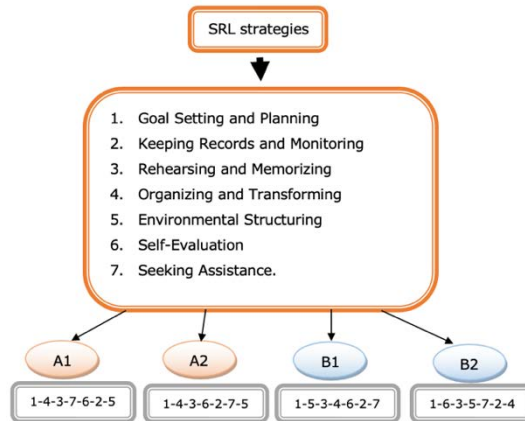 SRL strategies
1. Goal Setting and Planning
2. Keeping Records and Monitoring
3. Rehearsing and Memorizing
4. Organizing and Transforming
5. Environmental Structuring
6. Self-Evaluation
7. Seeking Assistance.
A1
A2
B1
B2
1-4-3-7-6-2-5
1-4-3-6-2-7-5
1-5-3-4-6-2-7
1-6-3-5-7-2-4